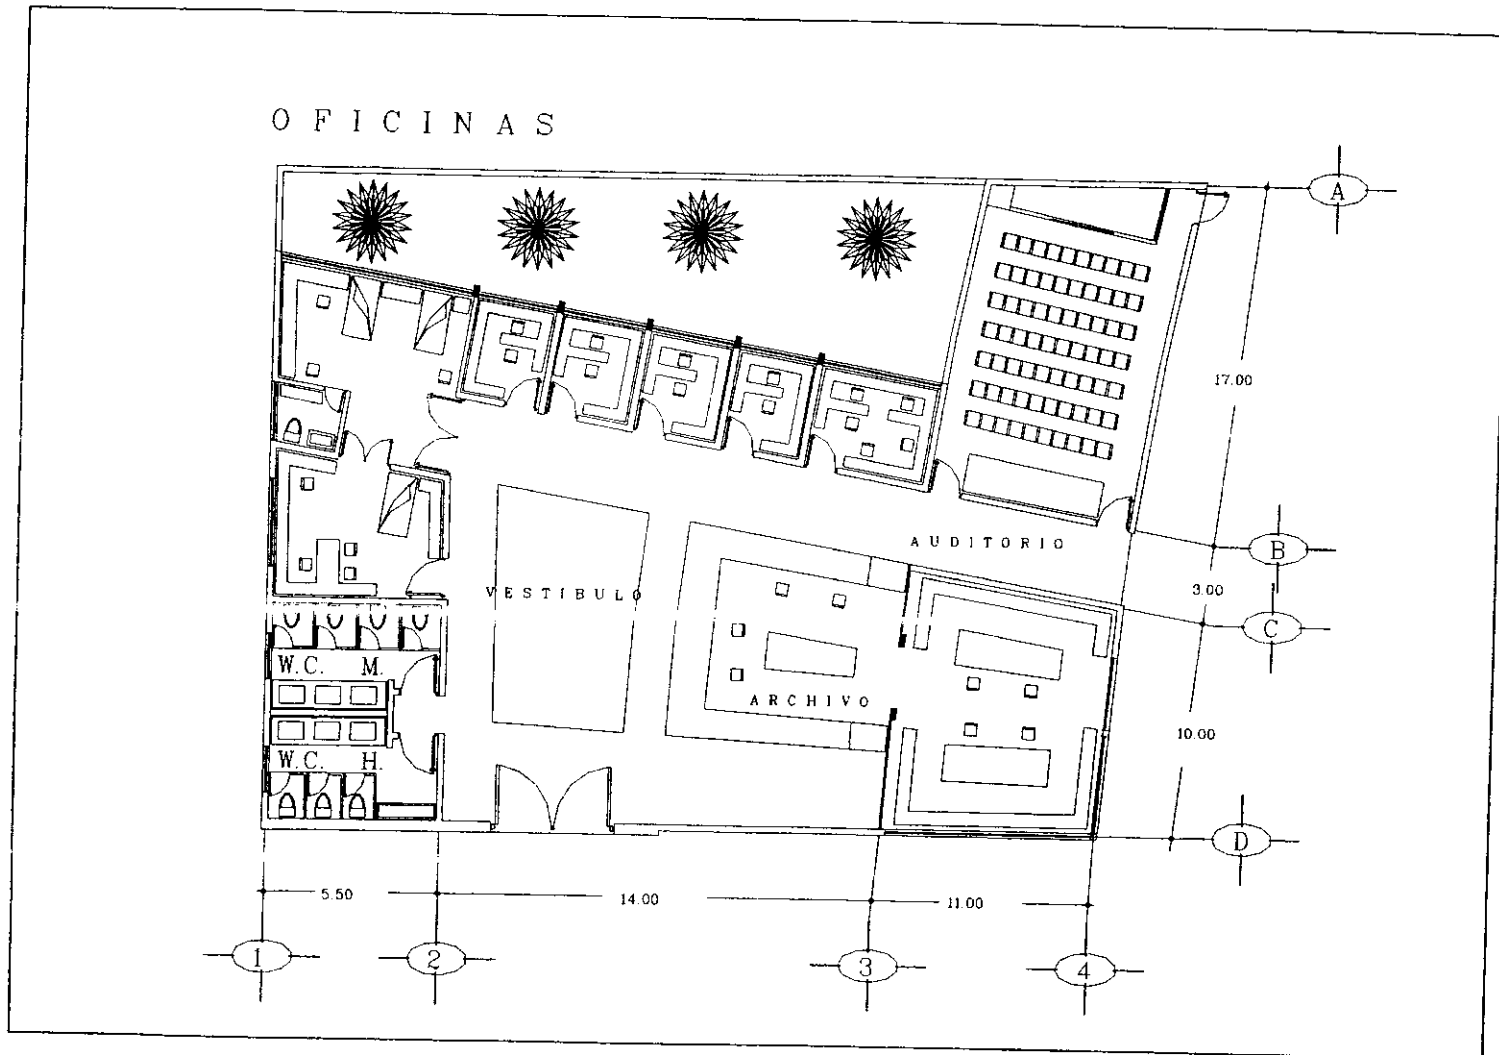 OFICINAS
A
17.00
AUDITORIO
B
3.00
VESTIBULO
C
W.C. M.
ARCHIVO
10.00
W.C. H.
D
5.50
14.00
11.00
1
2
3
4